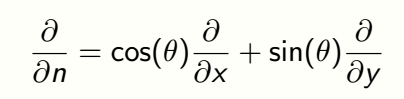 ∂/∂n = cos(θ) ∂/∂x + sin(θ) ∂/∂y